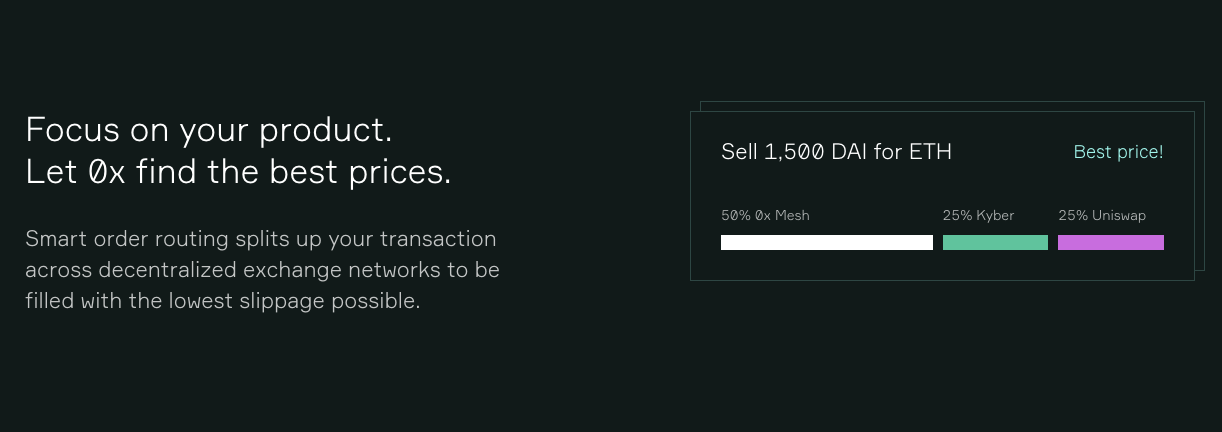 Focus on your product.
Let 0x find the best prices.
Smart order routing splits up your transaction
across decentralized exchange networks to be
filled with the lowest slippage possible.
Sell 1,500 DAI for ETH
Best price!
50% 0x Mesh
25% Kyber
25% Uniswap